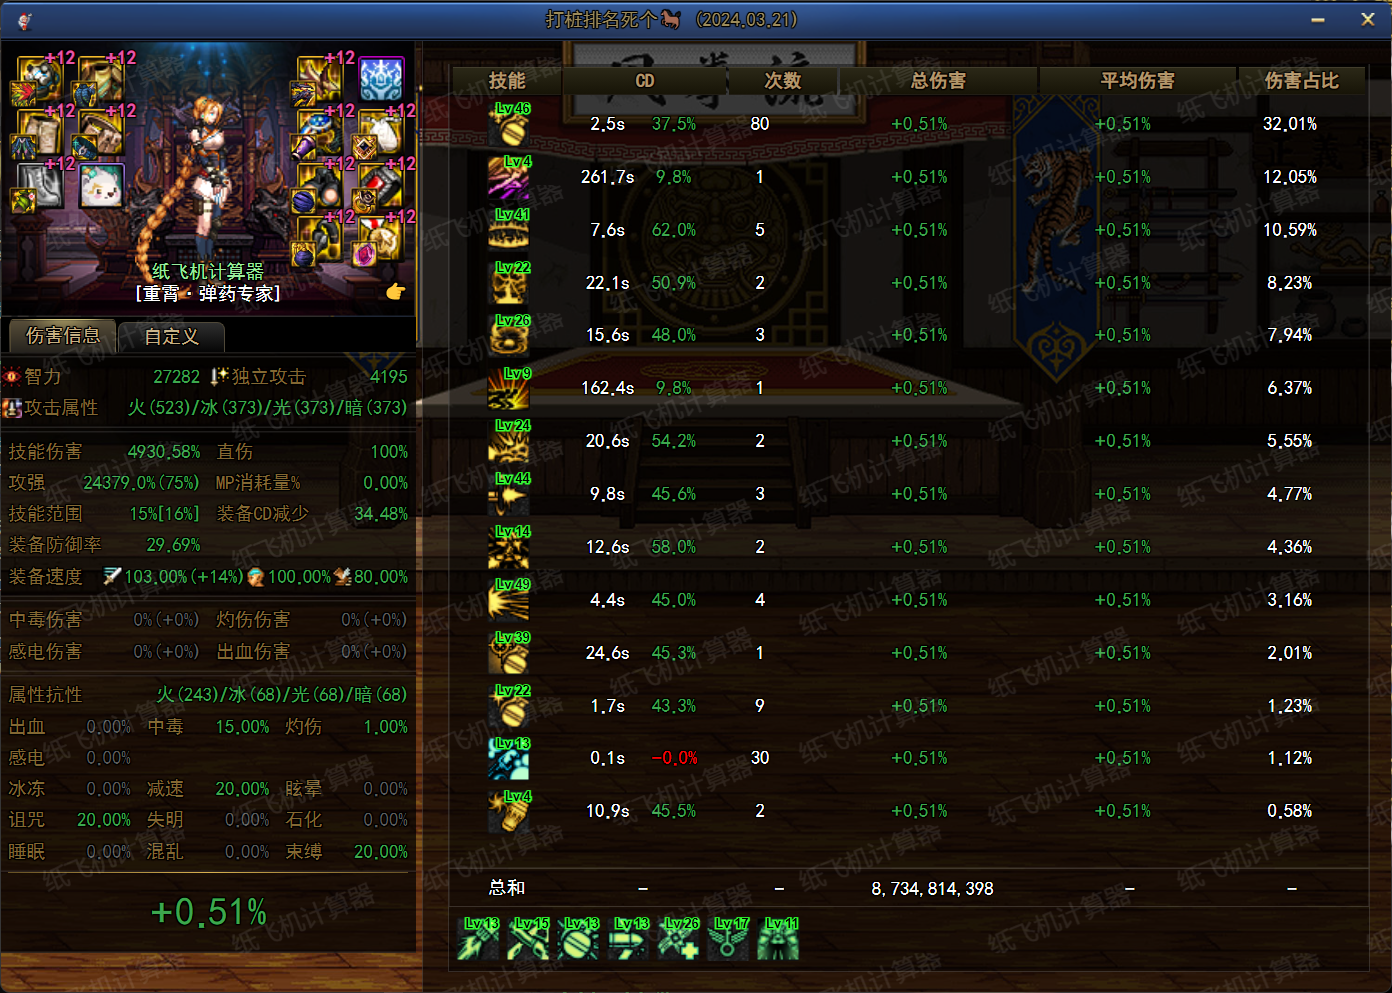 打桩排名死个🐎 (2024.03.21)
+12 +12 +12
+12 +12 +12 +12
+12 +12 +12
+12 +12
纸飞机计算器
[重霄·弹药专家]
伤害信息 自定义
智力 27282 独立攻击 4195
攻击属性 火(523)/冰(373)/光(373)/暗(373)
技能伤害 4930.58% 直伤 100%
攻强 24379.0%(75%) MP消耗量% 0.00%
技能范围 15%[16%] 装备CD减少 34.48%
装备防御率 29.69%
装备速度 103.00%(+14%) 100.00% 80.00%
中毒伤害 0%(+0%) 灼伤伤害 0%(+0%)
感电伤害 0%(+0%) 出血伤害 0%(+0%)
属性抗性 火(243)/冰(68)/光(68)/暗(68)
出血 0.00% 中毒 15.00% 灼伤 1.00%
感电 0.00%
冰冻 0.00% 减速 20.00% 眩晕 0.00%
诅咒 20.00% 失明 0.00% 石化 0.00%
睡眠 0.00% 混乱 0.00% 束缚 20.00%
+0.51%
技能 CD 次数 总伤害 平均伤害 伤害占比
Lv46 2.5s 37.5% 80 +0.51% +0.51% 32.01%
Lv4 261.7s 9.8% 1 +0.51% +0.51% 12.05%
Lv41 7.6s 62.0% 5 +0.51% +0.51% 10.59%
Lv22 22.1s 50.9% 2 +0.51% +0.51% 8.23%
Lv26 15.6s 48.0% 3 +0.51% +0.51% 7.94%
Lv9 162.4s 9.8% 1 +0.51% +0.51% 6.37%
Lv24 20.6s 54.2% 2 +0.51% +0.51% 5.55%
Lv44 9.8s 45.6% 3 +0.51% +0.51% 4.77%
Lv14 12.6s 58.0% 2 +0.51% +0.51% 4.36%
Lv49 4.4s 45.0% 4 +0.51% +0.51% 3.16%
Lv39 24.6s 45.3% 1 +0.51% +0.51% 2.01%
Lv22 1.7s 43.3% 9 +0.51% +0.51% 1.23%
Lv13 0.1s -0.0% 30 +0.51% +0.51% 1.12%
Lv4 10.9s 45.5% 2 +0.51% +0.51% 0.58%
总和 - - 8,734,814,398 - -
Lv13 Lv15 Lv13 Lv13 Lv26 Lv17 Lv11